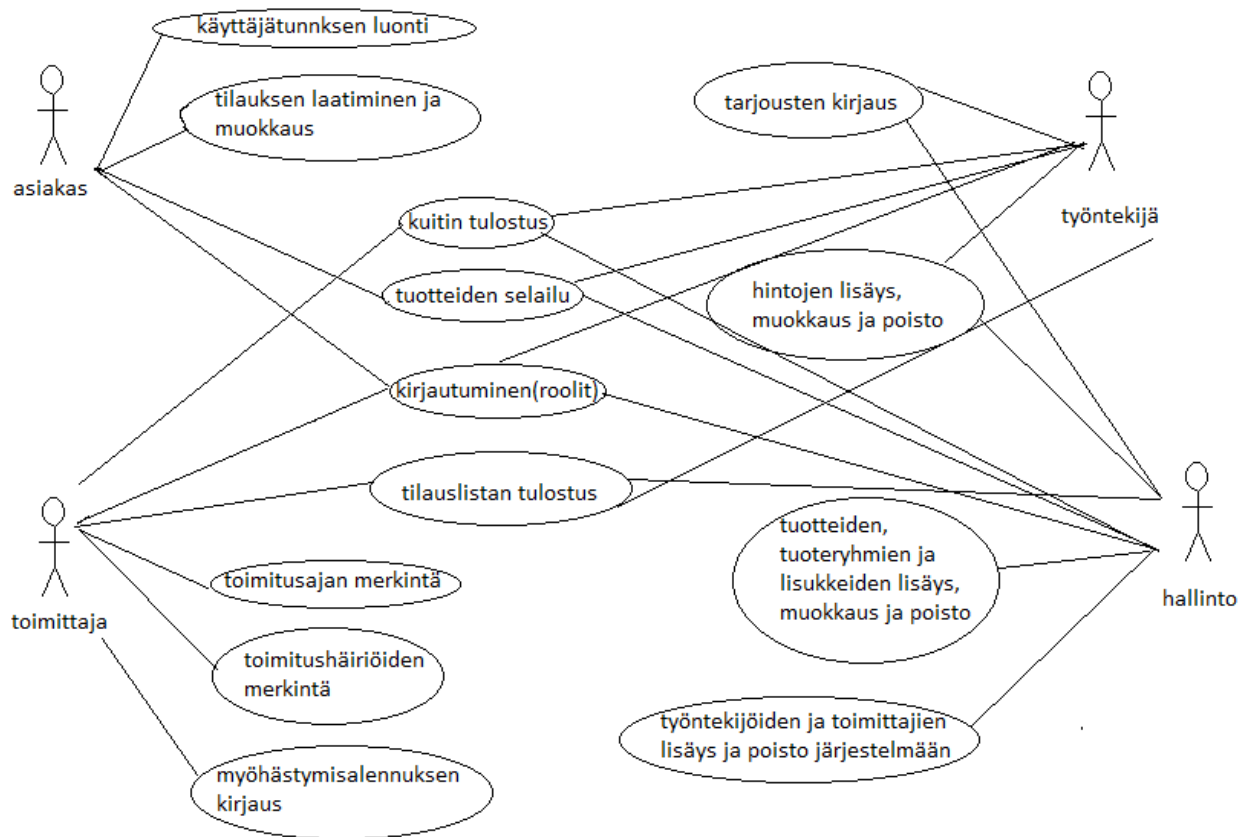 käyttäjätunnksen luonti
tilauksen laatiminen ja
muokkaus
tarjousten kirjaus
asiakas
työntekijä
kuitin tulostus
tuotteiden selailu
hintojen lisäys,
muokkaus ja poisto
kirjautuminen(roolit)
tilauslistan tulostus
tuotteiden,
tuoteryhmien ja
lisukkeiden lisäys,
muokkaus ja poisto
toimitusajan merkintä
toimittaja
hallinto
toimitushäiriöiden
merkintä
työntekijöiden ja toimittajien
lisäys ja poisto järjestelmään
myöhästymisalennuksen
kirjaus